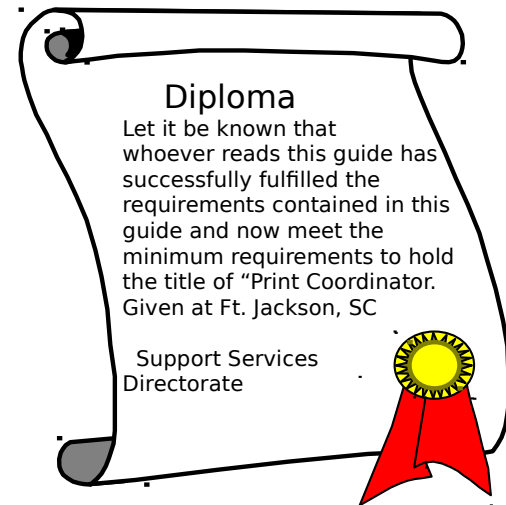 Diploma
Let it be known that
whoever reads this guide has
successfully fulfilled the
requirements contained in this
guide and now meet the
minimum requirements to hold
the title of “Print Coordinator.
Given at Ft. Jackson, SC
Support Services
Directorate